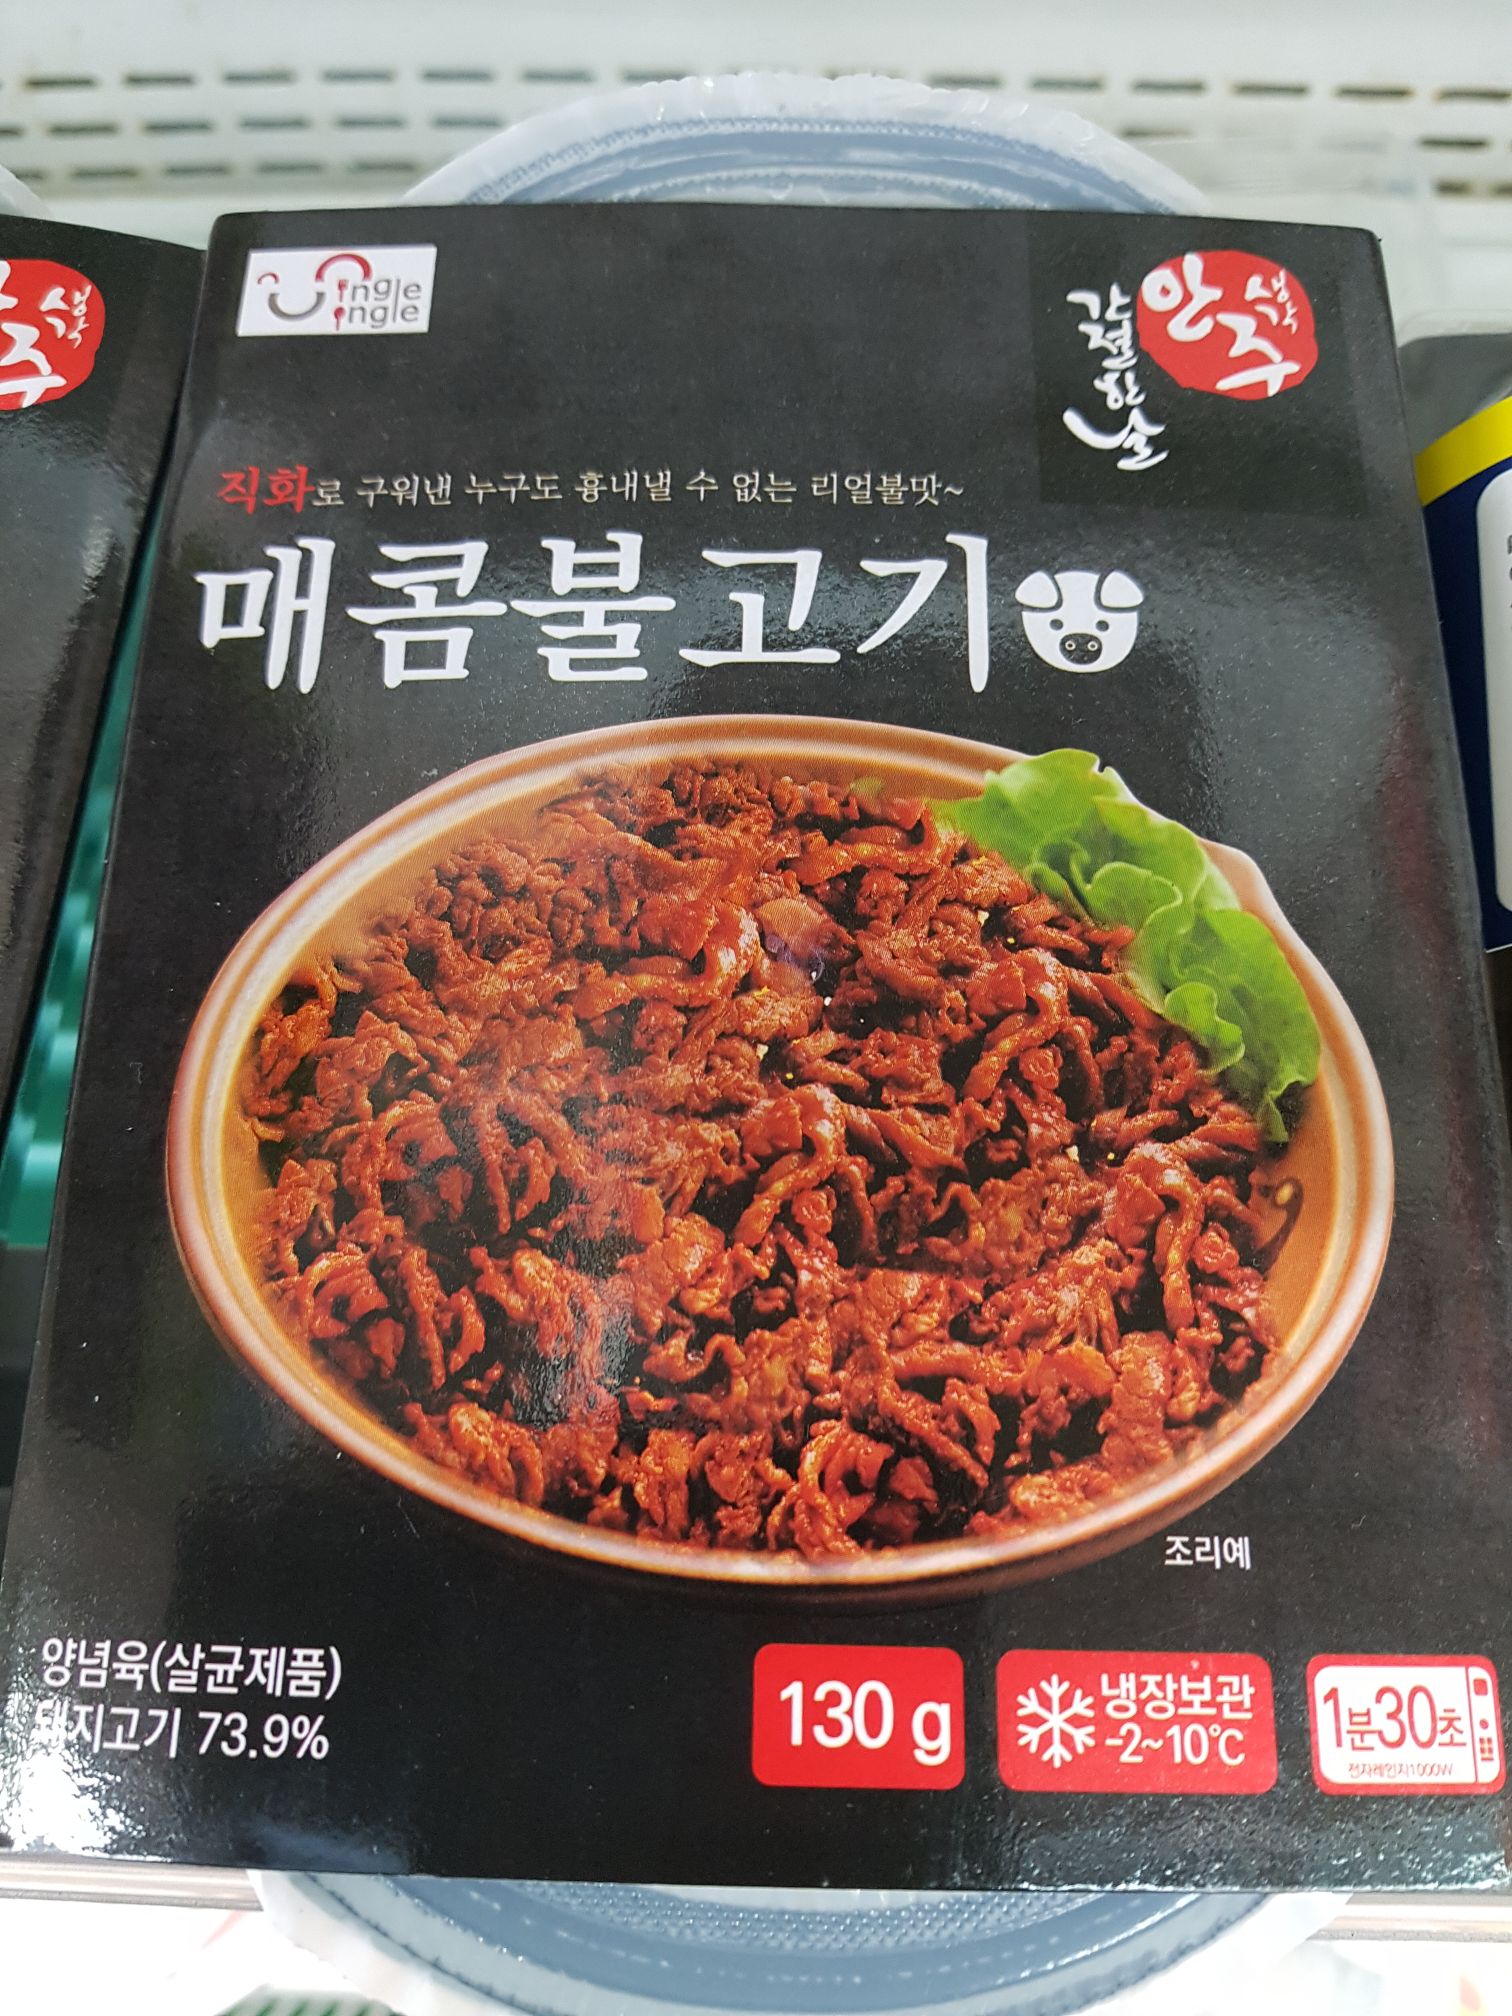 ingle
ingle
안주
생각
간절한날
직화로 구워낸 누구도 흉내낼 수 없는 리얼불맛~
매콤불고기
조리예
양념육(살균제품)
돼지고기 73.9%
130 g
냉장보관
-2~10℃
1분30초
전자레인지1000W